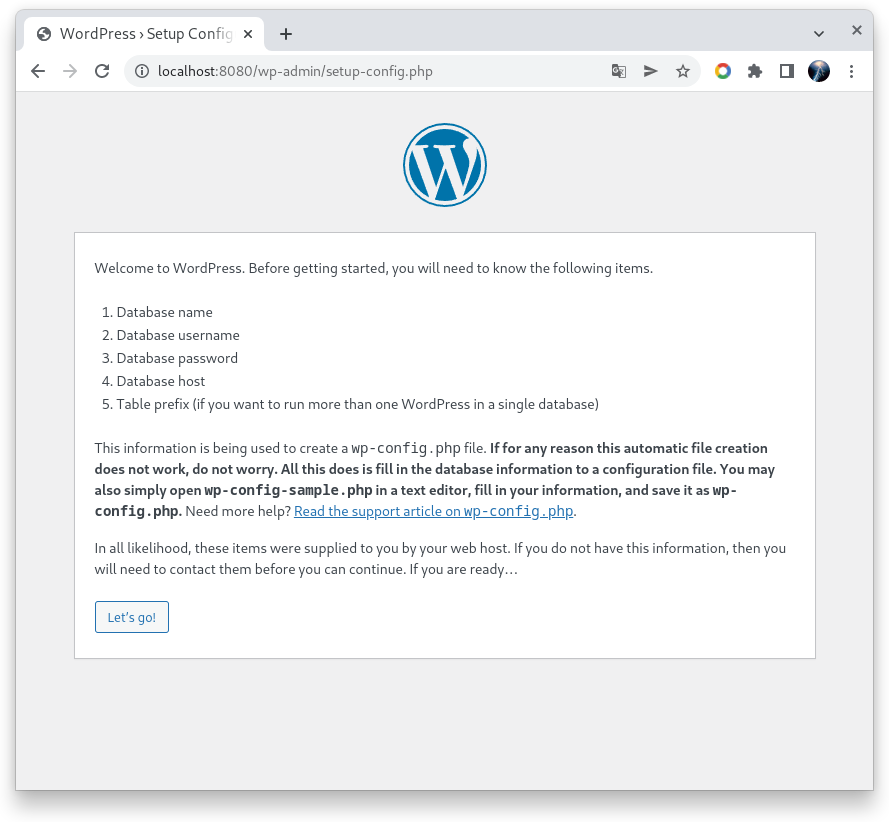 WordPress › Setup Config
localhost:8080/wp-admin/setup-config.php
W
Welcome to WordPress. Before getting started, you will need to know the following items.
1. Database name
2. Database username
3. Database password
4. Database host
5. Table prefix (if you want to run more than one WordPress in a single database)
This information is being used to create a wp-config.php file. If for any reason this automatic file creation
does not work, do not worry. All this does is fill in the database information to a configuration file. You may
also simply open wp-config-sample.php in a text editor, fill in your information, and save it as wp-
config.php. Need more help? Read the support article on wp-config.php.
In all likelihood, these items were supplied to you by your web host. If you do not have this information, then you
will need to contact them before you can continue. If you are ready…
Let’s go!